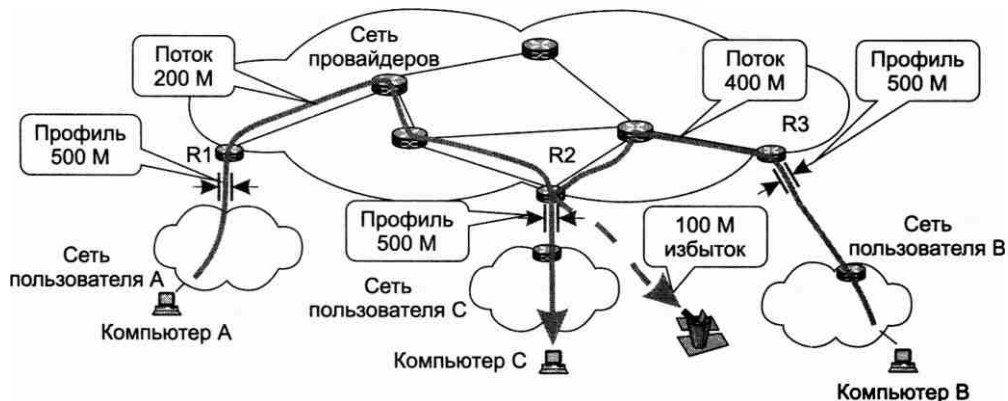 Сеть
провайдеров
Поток
200 М
Поток
400 М
Профиль
500 М
Профиль
500 М
R1
R2
R3
Профиль
500 М
100 М
избыток
Сеть
пользователя А
Сеть
пользователя С
Сеть
пользователя В
Компьютер А
Компьютер С
Компьютер В